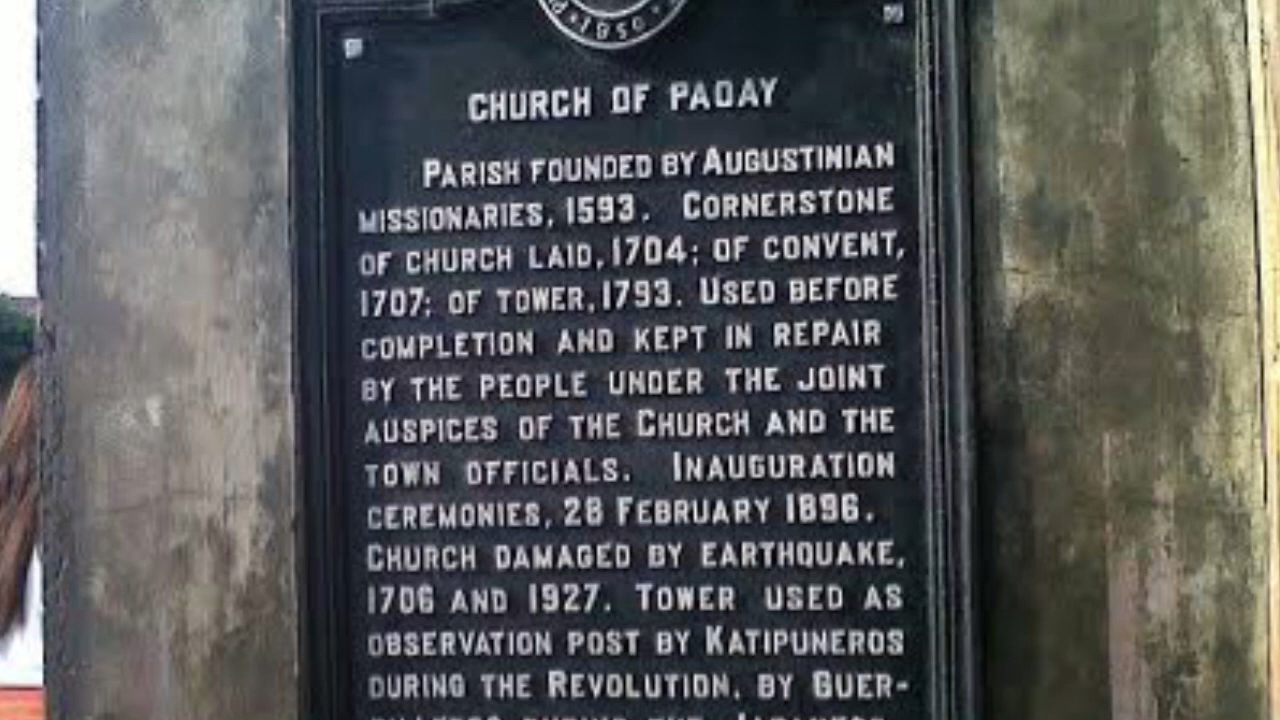 1850
CHURCH OF PAOAY
PARISH FOUNDED BY AUGUSTINIAN
MISSIONARIES, 1593. CORNERSTONE
OF CHURCH LAID, 1704; OF CONVENT,
1707; OF TOWER, 1793. USED BEFORE
COMPLETION AND KEPT IN REPAIR
BY THE PEOPLE UNDER THE JOINT
AUSPICES OF THE CHURCH AND THE
TOWN OFFICIALS. INAUGURATION
CEREMONIES, 28 FEBRUARY 1896.
CHURCH DAMAGED BY EARTHQUAKE,
1706 AND 1927. TOWER USED AS
OBSERVATION POST BY KATIPUNEROS
DURING THE REVOLUTION, BY GUER-